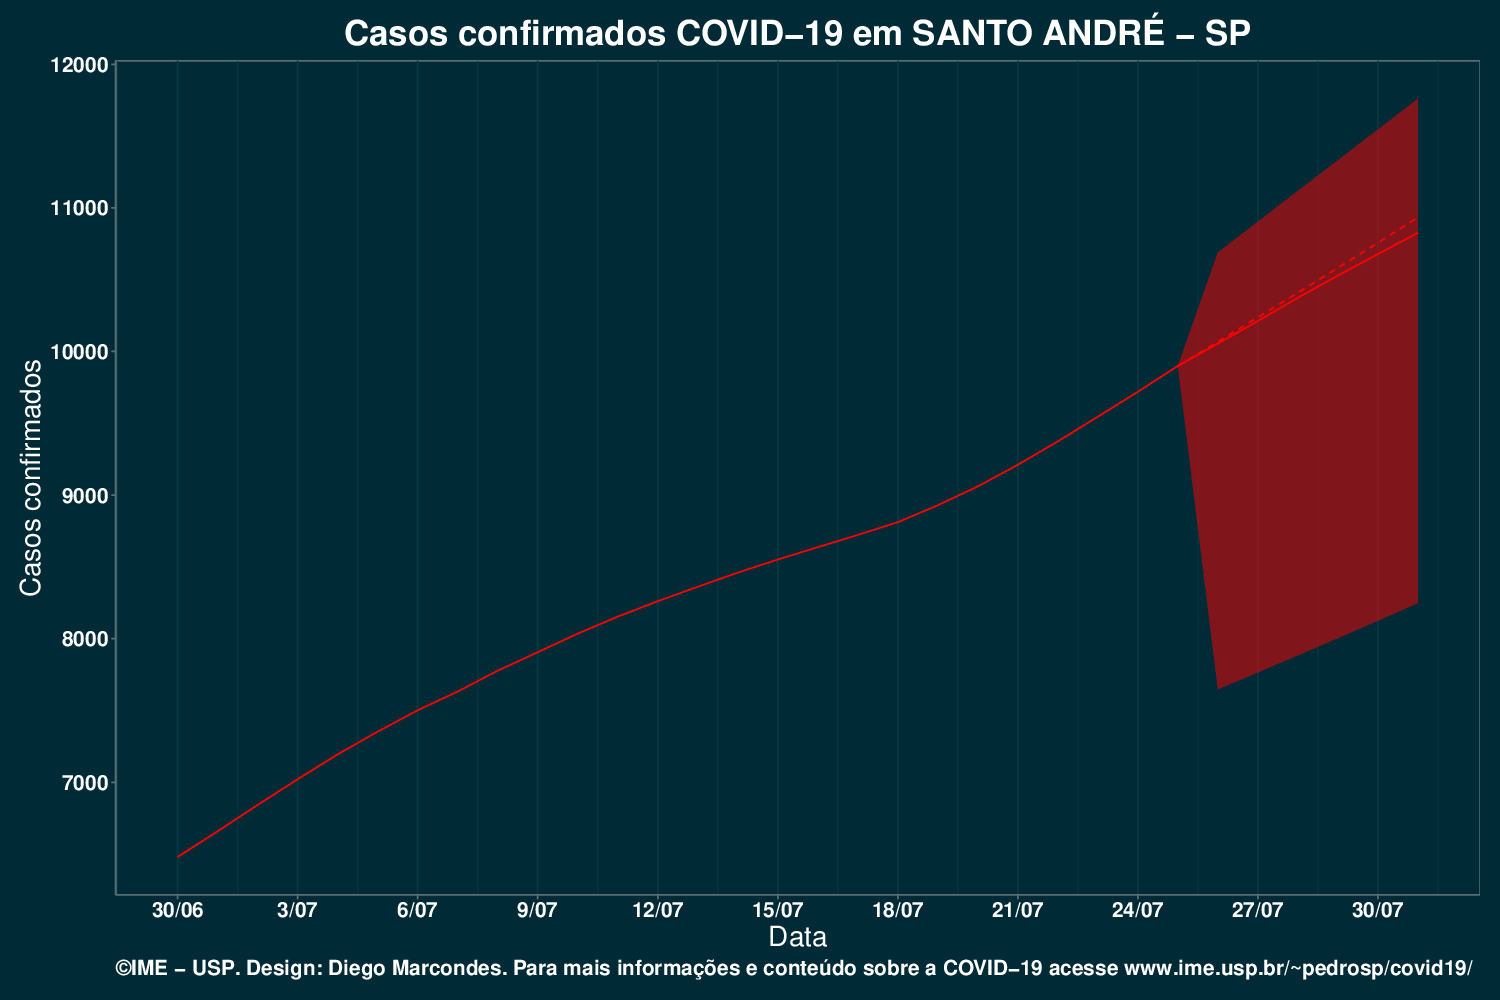 Casos confirmados COVID−19 em SANTO ANDRÉ − SP
12000
11000
10000
9000
8000
7000
Casos confirmados
30/06 3/07 6/07 9/07 12/07 15/07 18/07 21/07 24/07 27/07 30/07
Data
©IME − USP. Design: Diego Marcondes. Para mais informações e conteúdo sobre a COVID−19 acesse www.ime.usp.br/~pedrosp/covid19/